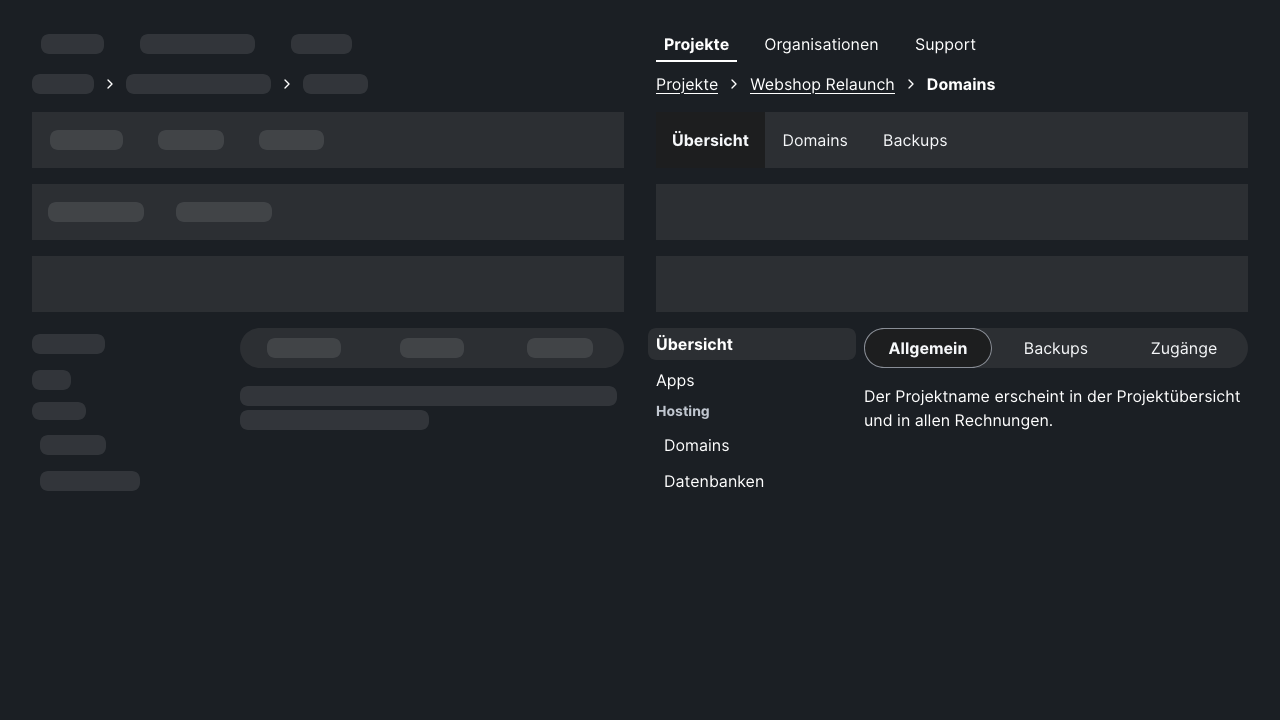 Projekte Organisationen Support
Projekte Webshop Relaunch Domains
Übersicht Domains Backups
Übersicht
Apps
Hosting
Domains
Datenbanken
Allgemein Backups Zugänge
Der Projektname erscheint in der Projektübersicht
und in allen Rechnungen.